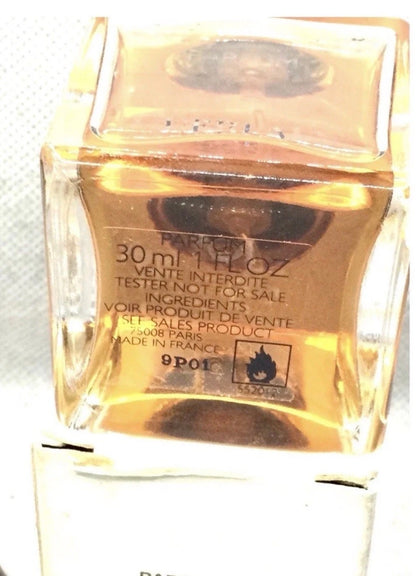 PARFUM
30 ml 1 FL.OZ
VENTE INTERDITE
TESTER NOT FOR SALE
INGREDIENTS
VOIR PRODUIT DE VENTE
SEE SALES PRODUCT
75008 PARIS
MADE IN FRANCE
9P01